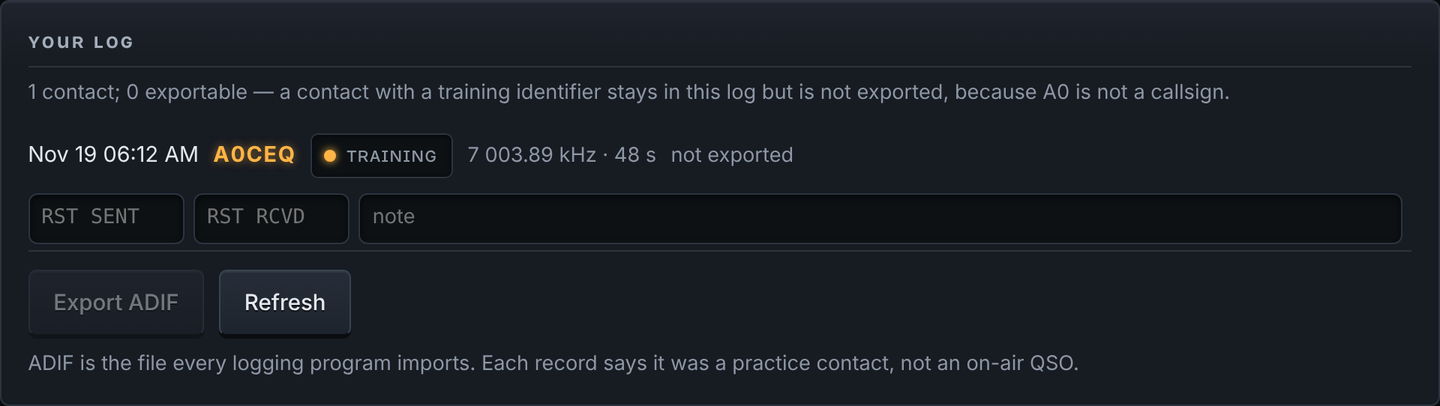 YOUR LOG
1 contact; 0 exportable — a contact with a training identifier stays in this log but is not exported, because A0 is not a callsign.
Nov 19 06:12 AM A0CEQ TRAINING 7 003.89 kHz · 48 s not exported
RST SENT RST RCVD note
Export ADIF Refresh
ADIF is the file every logging program imports. Each record says it was a practice contact, not an on-air QSO.